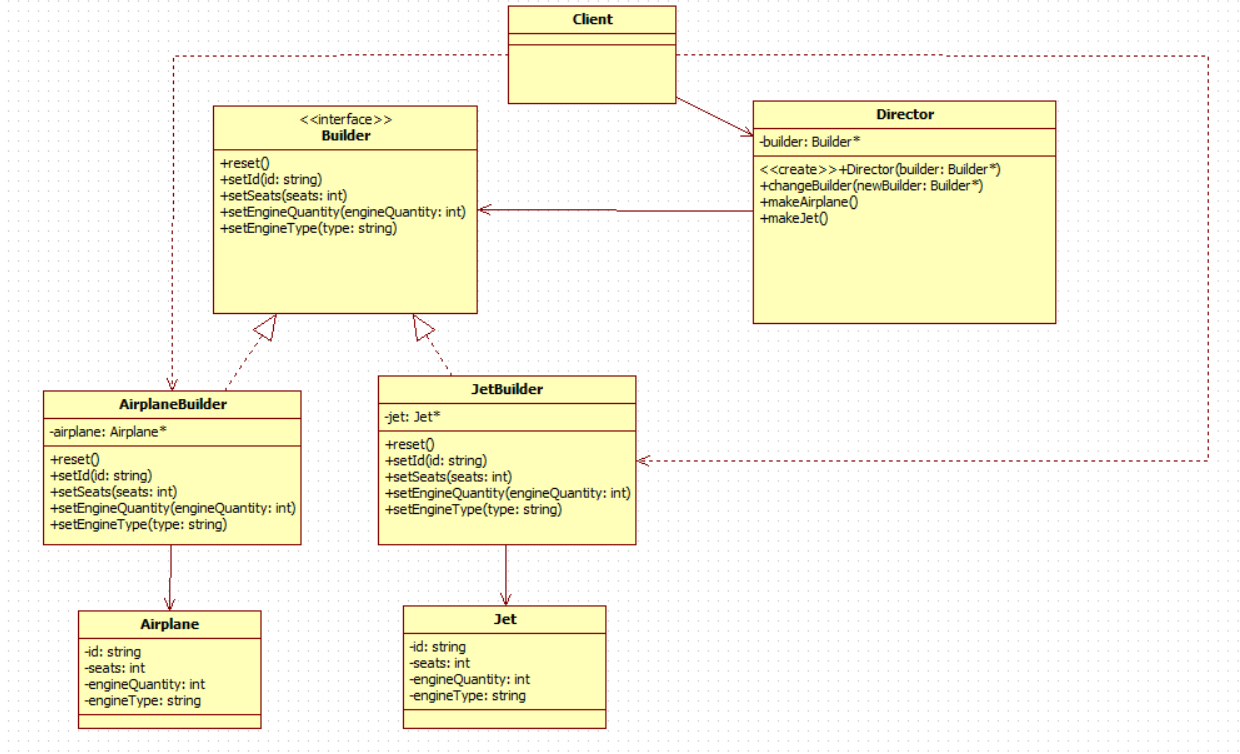 Client
<<interface>>
Builder
+reset()
+setId(id: string)
+setSeats(seats: int)
+setEngineQuantity(engineQuantity: int)
+setEngineType(type: string)
Director
-builder: Builder*
<<create>>+Director(builder: Builder*)
+changeBuilder(newBuilder: Builder*)
+makeAirplane()
+makeJet()
AirplaneBuilder
-airplane: Airplane*
+reset()
+setId(id: string)
+setSeats(seats: int)
+setEngineQuantity(engineQuantity: int)
+setEngineType(type: string)
JetBuilder
-jet: Jet*
+reset()
+setId(id: string)
+setSeats(seats: int)
+setEngineQuantity(engineQuantity: int)
+setEngineType(type: string)
Airplane
-id: string
-seats: int
-engineQuantity: int
-engineType: string
Jet
-id: string
-seats: int
-engineQuantity: int
-engineType: string